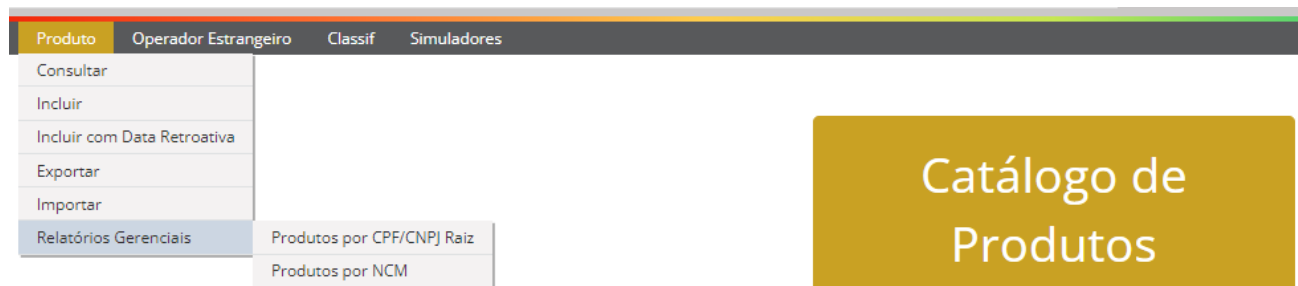 Produto Operador Estrangeiro Classif Simuladores
Consultar
Incluir
Incluir com Data Retroativa
Exportar
Importar
Relatórios Gerenciais
Produtos por CPF/CNPJ Raiz
Produtos por NCM
Catálogo de
Produtos